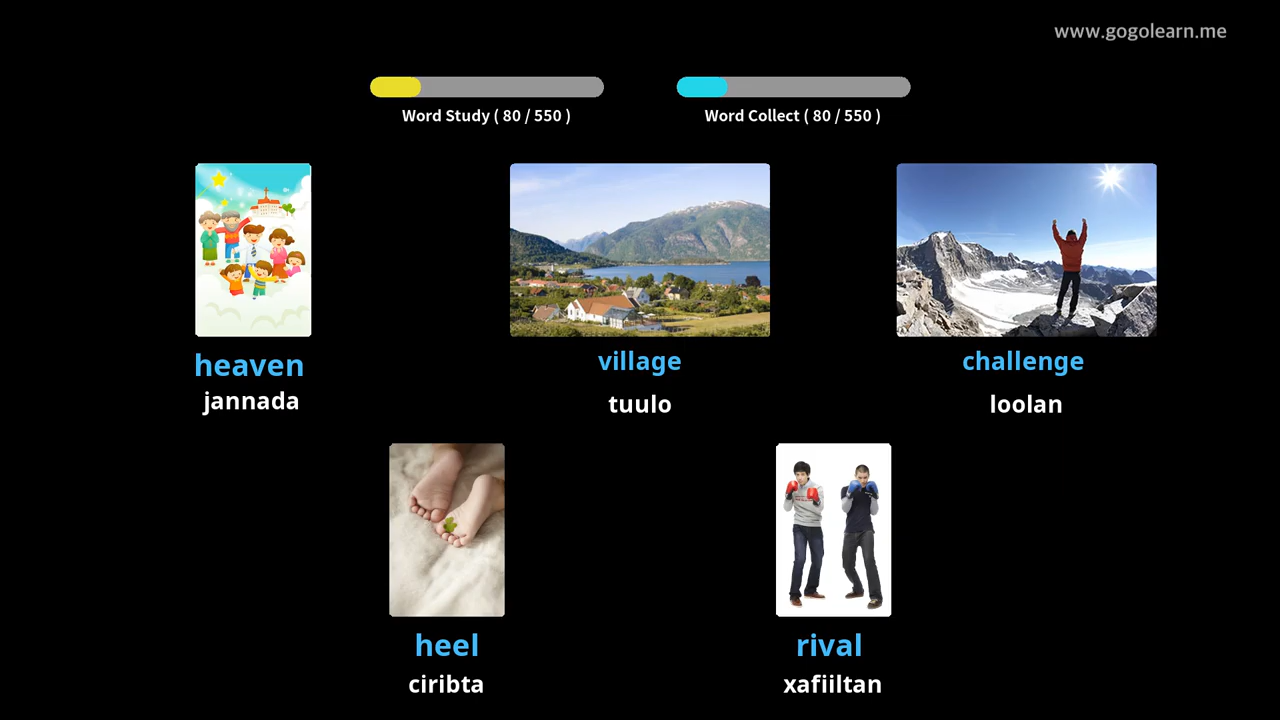 www.gogolearn.me
Word Study ( 80 / 550 )
Word Collect ( 80 / 550 )
heaven
jannada
village
tuulo
challenge
loolan
heel
ciribta
rival
xafiiltan